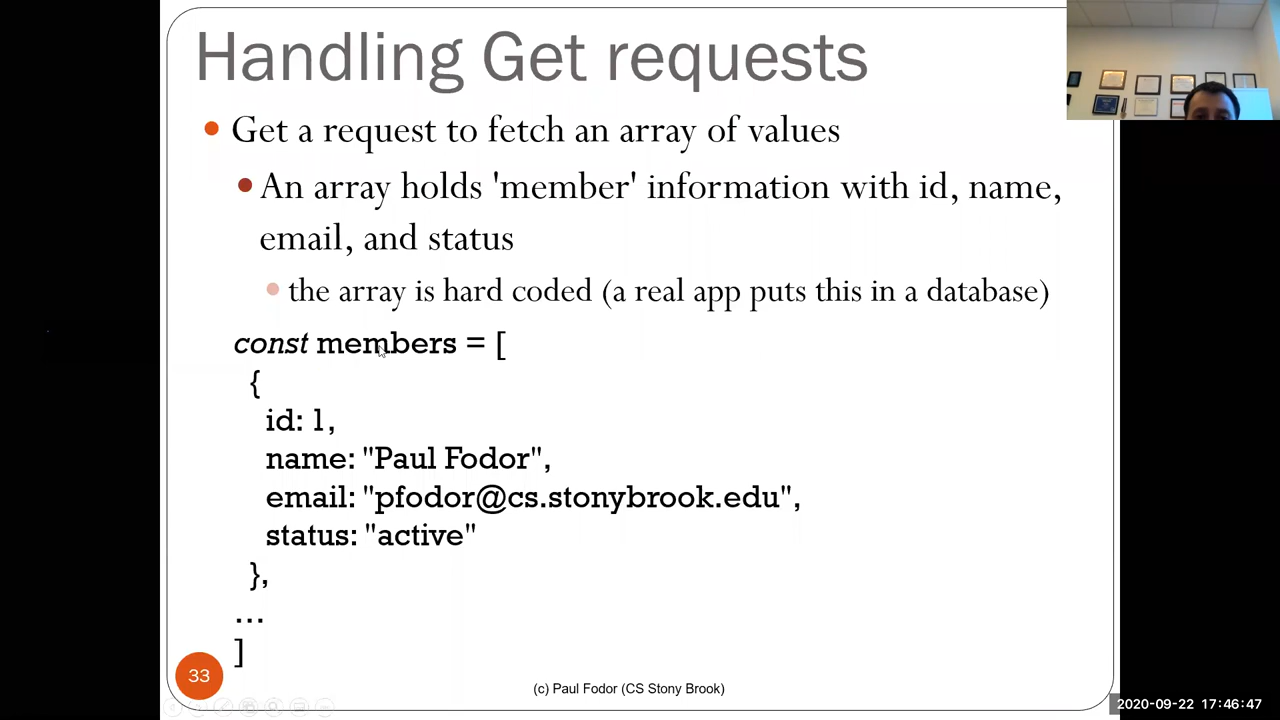 Handling Get requests
Get a request to fetch an array of values
An array holds 'member' information with id, name,
email, and status
the array is hard coded (a real app puts this in a database)
const members = [
{
id: 1,
name: "Paul Fodor",
email: "pfodor@cs.stonybrook.edu",
status: "active"
},
...
]
33
(c) Paul Fodor (CS Stony Brook)
2020-09-22 17:46:47